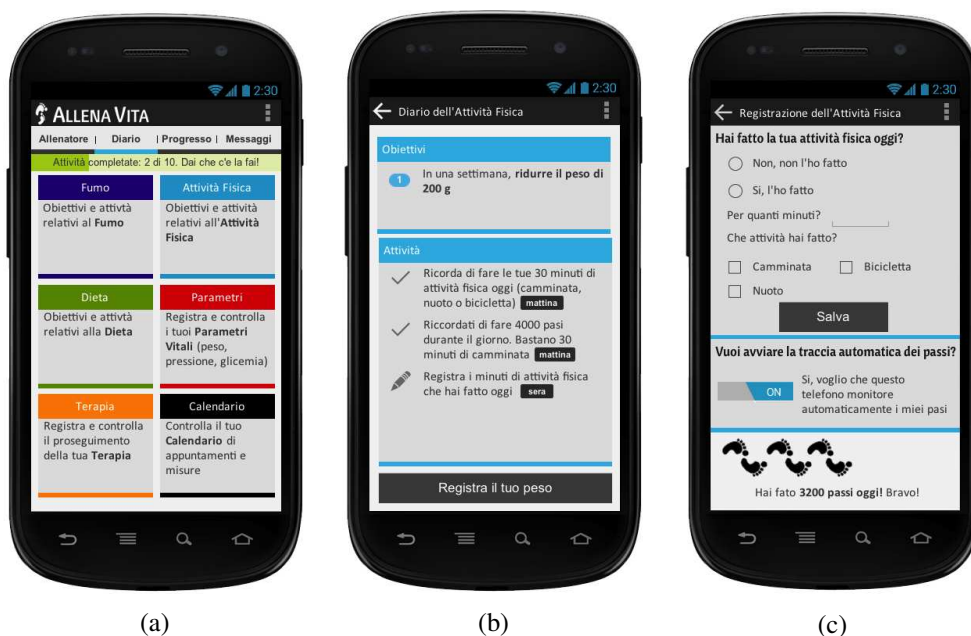 2:30
ALLENA VITA
Allenatore | Diario | Progresso | Messaggi
Attività completate: 2 di 10. Dai che c'e la fai!
Fumo
Obiettivi e attivtà
relativi al Fumo
Attività Fisica
Obiettivi e attività
relativi all'Attività
Fisica
Dieta
Obiettivi e attivtà
relativi alla Dieta
Parametri
Registra e controlla
i tuoi Parametri
Vitali (peso,
pressione, glicemia)
Terapia
Registra e controlla
il proseguimento
della tua Terapia
Calendario
Controlla il tuo
Calendario di
appuntamenti e
misure
(a)
2:30
Diario dell'Attività Fisica
Obiettivi
1 In una settimana, ridurre il peso di
200 g
Attività
Ricorda di fare le tue 30 minuti di
attività fisica oggi (camminata,
nuoto o bicicletta) mattina
Riccordati di fare 4000 pasi
durante il giorno. Bastano 30
minuti di camminata mattina
Registra i minuti di attività fisica
che hai fatto oggi sera
Registra il tuo peso
(b)
2:30
Registrazione dell'Attività Fisica
Hai fatto la tua attività fisica oggi?
Non, non l'ho fatto
Si, l'ho fatto
Per quanti minuti?
Che attività hai fatto?
Camminata Bicicletta
Nuoto
Salva
Vuoi avviare la traccia automatica dei passi?
ON
Si, voglio che questo
telefono monitore
automaticamente i miei pasi
Hai fato 3200 passi oggi! Bravo!
(c)